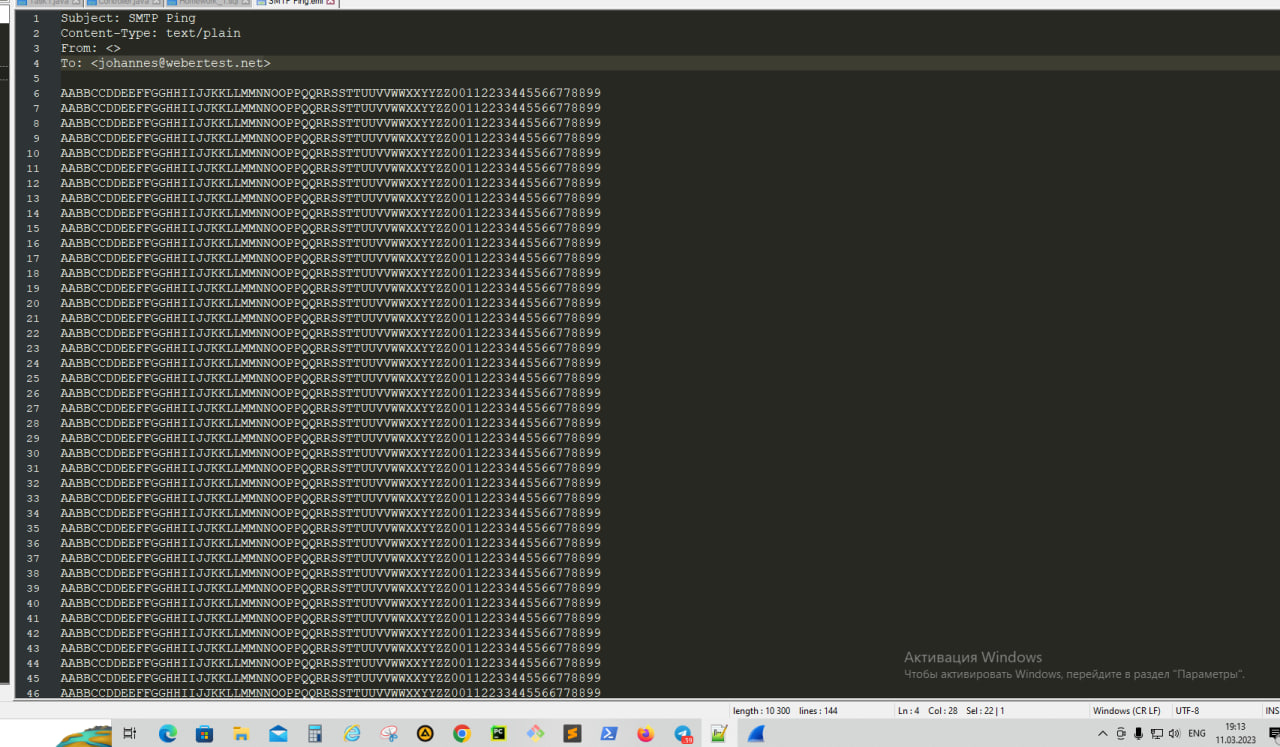 Task1.java Controller.java Homework_1.sql SMTP Ping.eml
1 Subject: SMTP Ping
2 Content-Type: text/plain
3 From: <>
4 To: <johannes@webertest.net>
5
6 AABBCCDDEEFFGGHHIIJJKKLLMMNNOOPPQQRRSSTTUUVVWWXXYYZZ00112233445566778899
7 AABBCCDDEEFFGGHHIIJJKKLLMMNNOOPPQQRRSSTTUUVVWWXXYYZZ00112233445566778899
8 AABBCCDDEEFFGGHHIIJJKKLLMMNNOOPPQQRRSSTTUUVVWWXXYYZZ00112233445566778899
9 AABBCCDDEEFFGGHHIIJJKKLLMMNNOOPPQQRRSSTTUUVVWWXXYYZZ00112233445566778899
10 AABBCCDDEEFFGGHHIIJJKKLLMMNNOOPPQQRRSSTTUUVVWWXXYYZZ00112233445566778899
11 AABBCCDDEEFFGGHHIIJJKKLLMMNNOOPPQQRRSSTTUUVVWWXXYYZZ00112233445566778899
12 AABBCCDDEEFFGGHHIIJJKKLLMMNNOOPPQQRRSSTTUUVVWWXXYYZZ00112233445566778899
13 AABBCCDDEEFFGGHHIIJJKKLLMMNNOOPPQQRRSSTTUUVVWWXXYYZZ00112233445566778899
14 AABBCCDDEEFFGGHHIIJJKKLLMMNNOOPPQQRRSSTTUUVVWWXXYYZZ00112233445566778899
15 AABBCCDDEEFFGGHHIIJJKKLLMMNNOOPPQQRRSSTTUUVVWWXXYYZZ00112233445566778899
16 AABBCCDDEEFFGGHHIIJJKKLLMMNNOOPPQQRRSSTTUUVVWWXXYYZZ00112233445566778899
17 AABBCCDDEEFFGGHHIIJJKKLLMMNNOOPPQQRRSSTTUUVVWWXXYYZZ00112233445566778899
18 AABBCCDDEEFFGGHHIIJJKKLLMMNNOOPPQQRRSSTTUUVVWWXXYYZZ00112233445566778899
19 AABBCCDDEEFFGGHHIIJJKKLLMMNNOOPPQQRRSSTTUUVVWWXXYYZZ00112233445566778899
20 AABBCCDDEEFFGGHHIIJJKKLLMMNNOOPPQQRRSSTTUUVVWWXXYYZZ00112233445566778899
21 AABBCCDDEEFFGGHHIIJJKKLLMMNNOOPPQQRRSSTTUUVVWWXXYYZZ00112233445566778899
22 AABBCCDDEEFFGGHHIIJJKKLLMMNNOOPPQQRRSSTTUUVVWWXXYYZZ00112233445566778899
23 AABBCCDDEEFFGGHHIIJJKKLLMMNNOOPPQQRRSSTTUUVVWWXXYYZZ00112233445566778899
24 AABBCCDDEEFFGGHHIIJJKKLLMMNNOOPPQQRRSSTTUUVVWWXXYYZZ00112233445566778899
25 AABBCCDDEEFFGGHHIIJJKKLLMMNNOOPPQQRRSSTTUUVVWWXXYYZZ00112233445566778899
26 AABBCCDDEEFFGGHHIIJJKKLLMMNNOOPPQQRRSSTTUUVVWWXXYYZZ00112233445566778899
27 AABBCCDDEEFFGGHHIIJJKKLLMMNNOOPPQQRRSSTTUUVVWWXXYYZZ00112233445566778899
28 AABBCCDDEEFFGGHHIIJJKKLLMMNNOOPPQQRRSSTTUUVVWWXXYYZZ00112233445566778899
29 AABBCCDDEEFFGGHHIIJJKKLLMMNNOOPPQQRRSSTTUUVVWWXXYYZZ00112233445566778899
30 AABBCCDDEEFFGGHHIIJJKKLLMMNNOOPPQQRRSSTTUUVVWWXXYYZZ00112233445566778899
31 AABBCCDDEEFFGGHHIIJJKKLLMMNNOOPPQQRRSSTTUUVVWWXXYYZZ00112233445566778899
32 AABBCCDDEEFFGGHHIIJJKKLLMMNNOOPPQQRRSSTTUUVVWWXXYYZZ00112233445566778899
33 AABBCCDDEEFFGGHHIIJJKKLLMMNNOOPPQQRRSSTTUUVVWWXXYYZZ00112233445566778899
34 AABBCCDDEEFFGGHHIIJJKKLLMMNNOOPPQQRRSSTTUUVVWWXXYYZZ00112233445566778899
35 AABBCCDDEEFFGGHHIIJJKKLLMMNNOOPPQQRRSSTTUUVVWWXXYYZZ00112233445566778899
36 AABBCCDDEEFFGGHHIIJJKKLLMMNNOOPPQQRRSSTTUUVVWWXXYYZZ00112233445566778899
37 AABBCCDDEEFFGGHHIIJJKKLLMMNNOOPPQQRRSSTTUUVVWWXXYYZZ00112233445566778899
38 AABBCCDDEEFFGGHHIIJJKKLLMMNNOOPPQQRRSSTTUUVVWWXXYYZZ00112233445566778899
39 AABBCCDDEEFFGGHHIIJJKKLLMMNNOOPPQQRRSSTTUUVVWWXXYYZZ00112233445566778899
40 AABBCCDDEEFFGGHHIIJJKKLLMMNNOOPPQQRRSSTTUUVVWWXXYYZZ00112233445566778899
41 AABBCCDDEEFFGGHHIIJJKKLLMMNNOOPPQQRRSSTTUUVVWWXXYYZZ00112233445566778899
42 AABBCCDDEEFFGGHHIIJJKKLLMMNNOOPPQQRRSSTTUUVVWWXXYYZZ00112233445566778899
43 AABBCCDDEEFFGGHHIIJJKKLLMMNNOOPPQQRRSSTTUUVVWWXXYYZZ00112233445566778899
44 AABBCCDDEEFFGGHHIIJJKKLLMMNNOOPPQQRRSSTTUUVVWWXXYYZZ00112233445566778899
45 AABBCCDDEEFFGGHHIIJJKKLLMMNNOOPPQQRRSSTTUUVVWWXXYYZZ00112233445566778899
46 AABBCCDDEEFFGGHHIIJJKKLLMMNNOOPPQQRRSSTTUUVVWWXXYYZZ00112233445566778899
Активация Windows
Чтобы активировать Windows, перейдите в раздел "Параметры".
length : 10 300 lines : 144 Ln : 4 Col : 28 Sel : 22 | 1 Windows (CR LF) UTF-8 INS
PC 19 ENG 19:13
11.03.2023